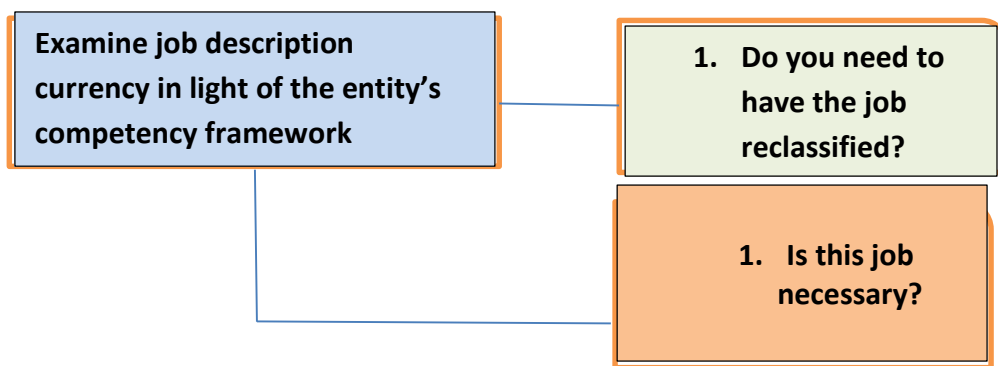 Examine job description
currency in light of the entity's
competency framework
1. Do you need to
have the job
reclassified?
1. Is this job
necessary?